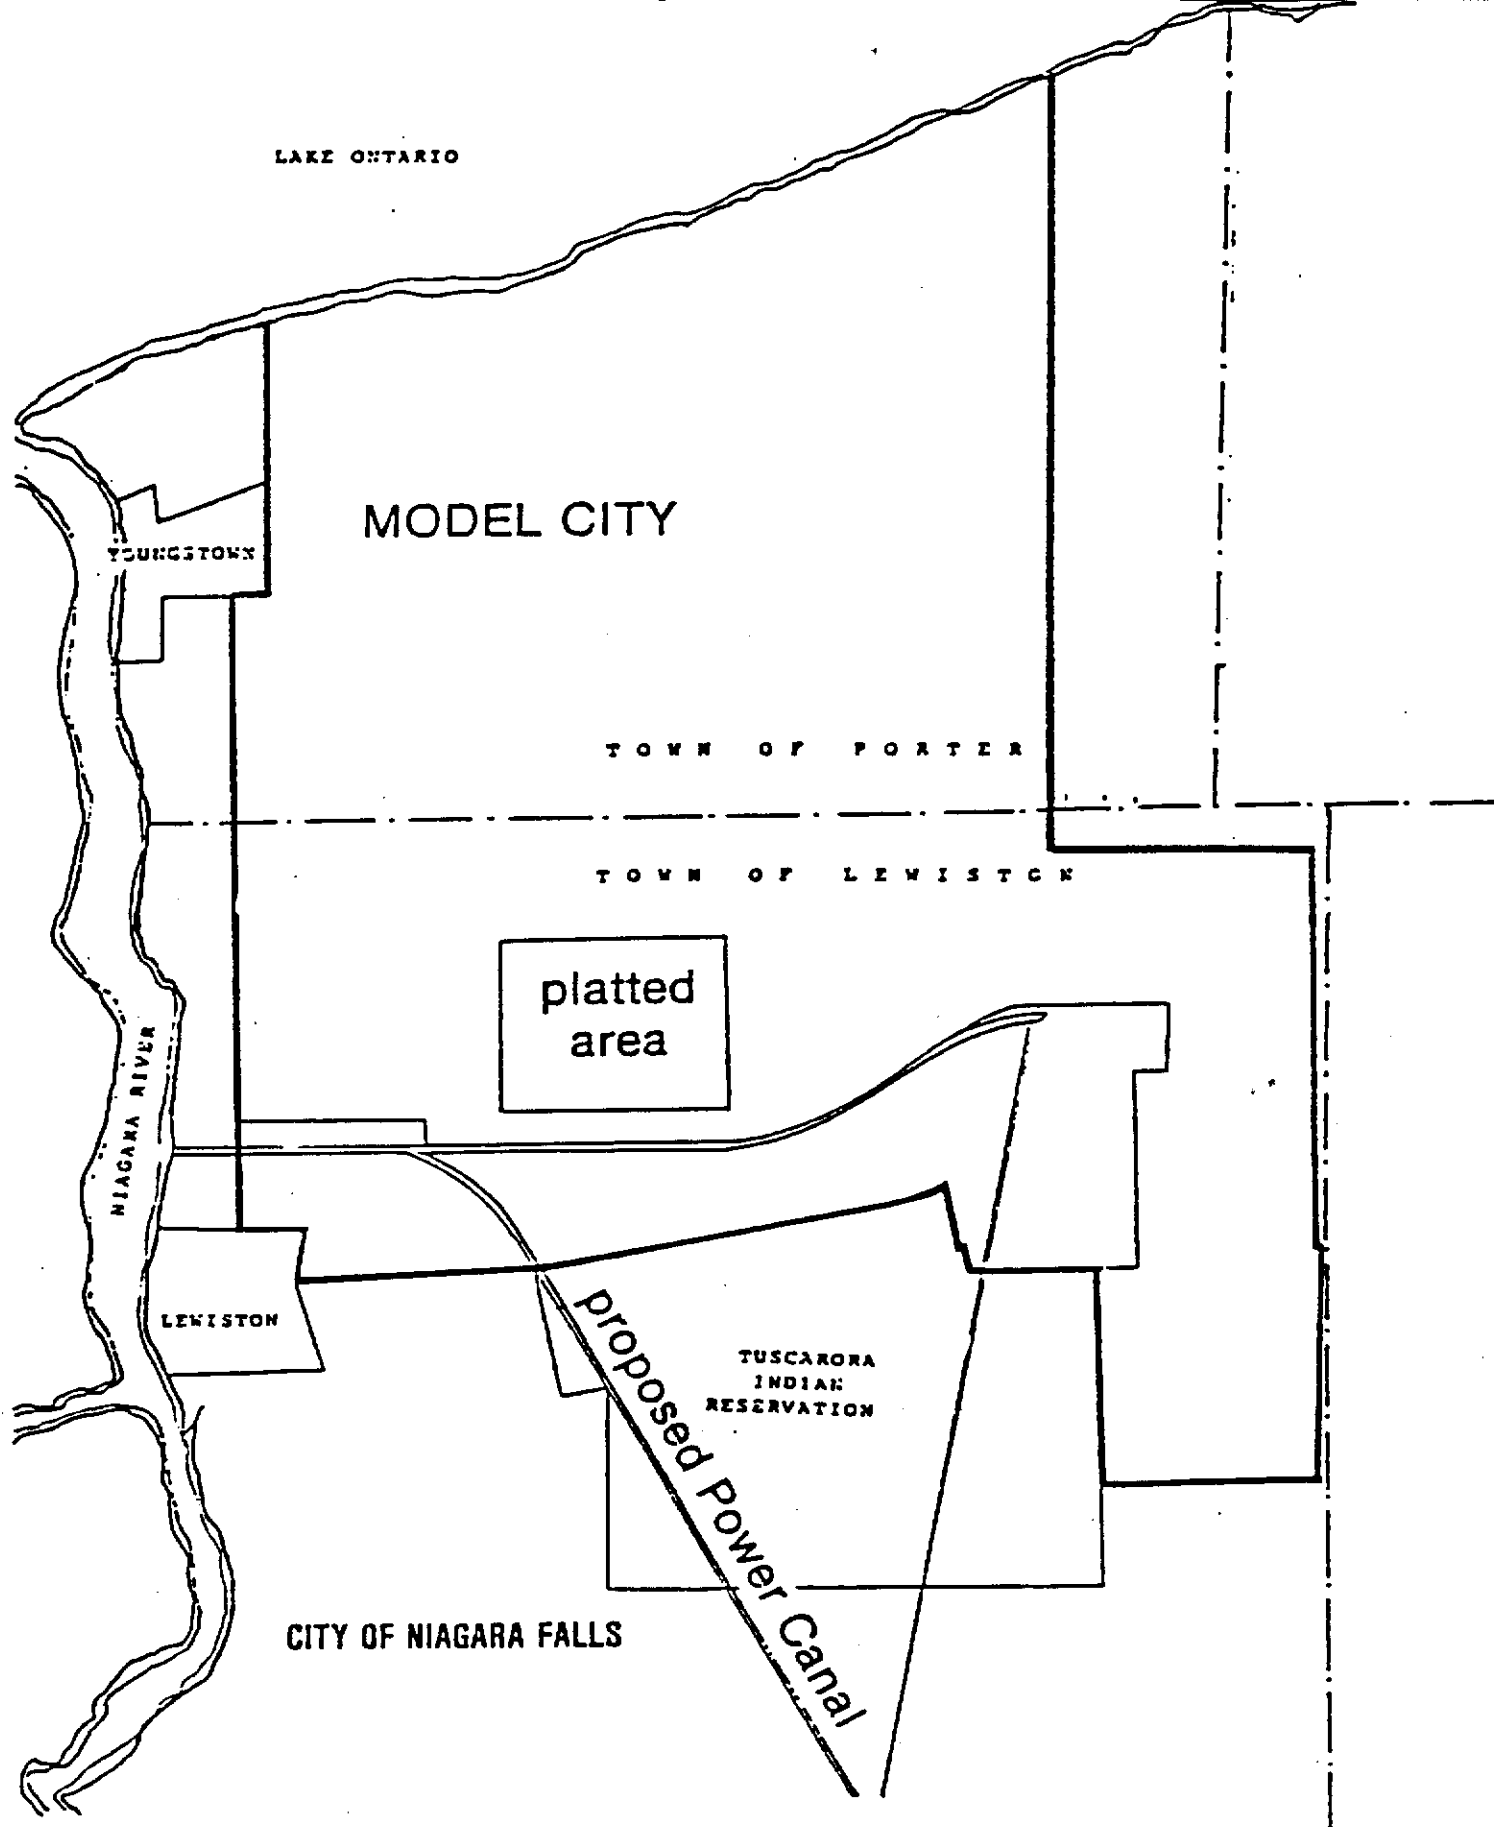 LAKE ONTARIO
MODEL CITY
YOUNGSTOWN
TOWN OF PORTER
TOWN OF LEWISTON
platted
area
NIAGARA RIVER
LEWISTON
proposed Power Canal
TUSCARORA
INDIAN
RESERVATION
CITY OF NIAGARA FALLS